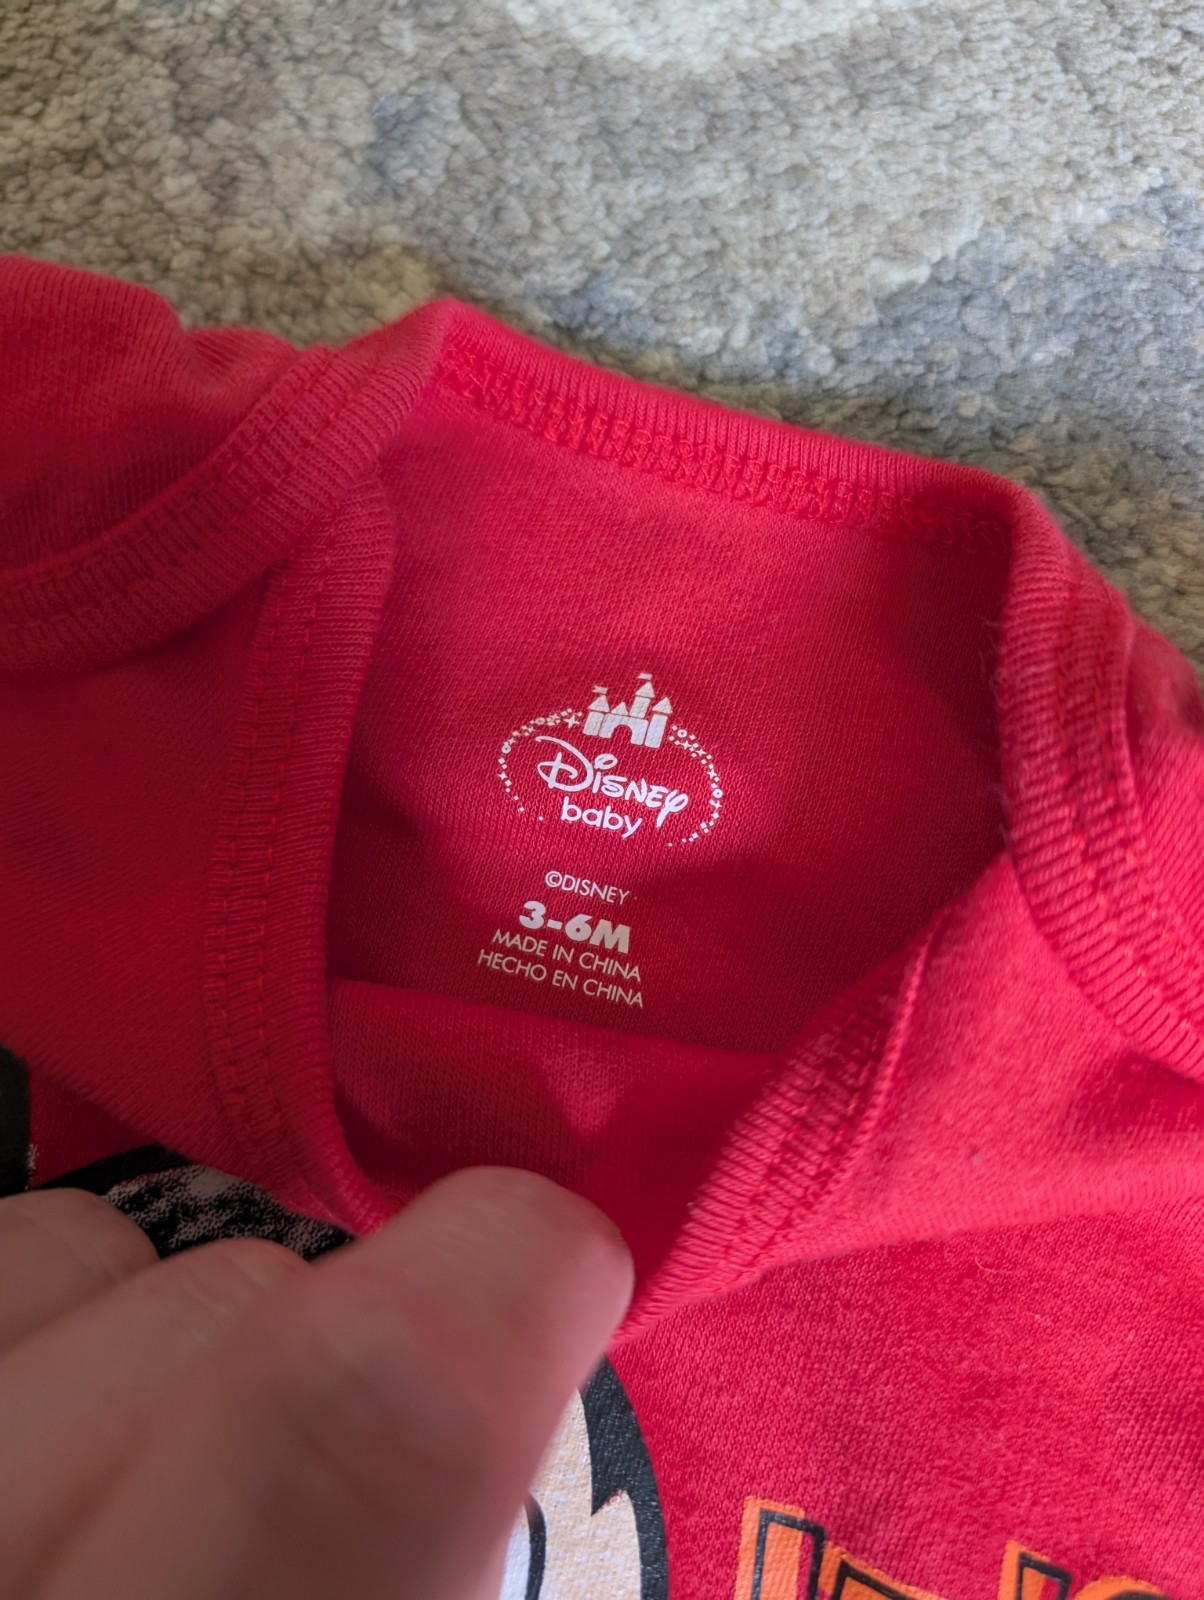 Disney
baby
©DISNEY
3-6M
MADE IN CHINA
HECHO EN CHINA